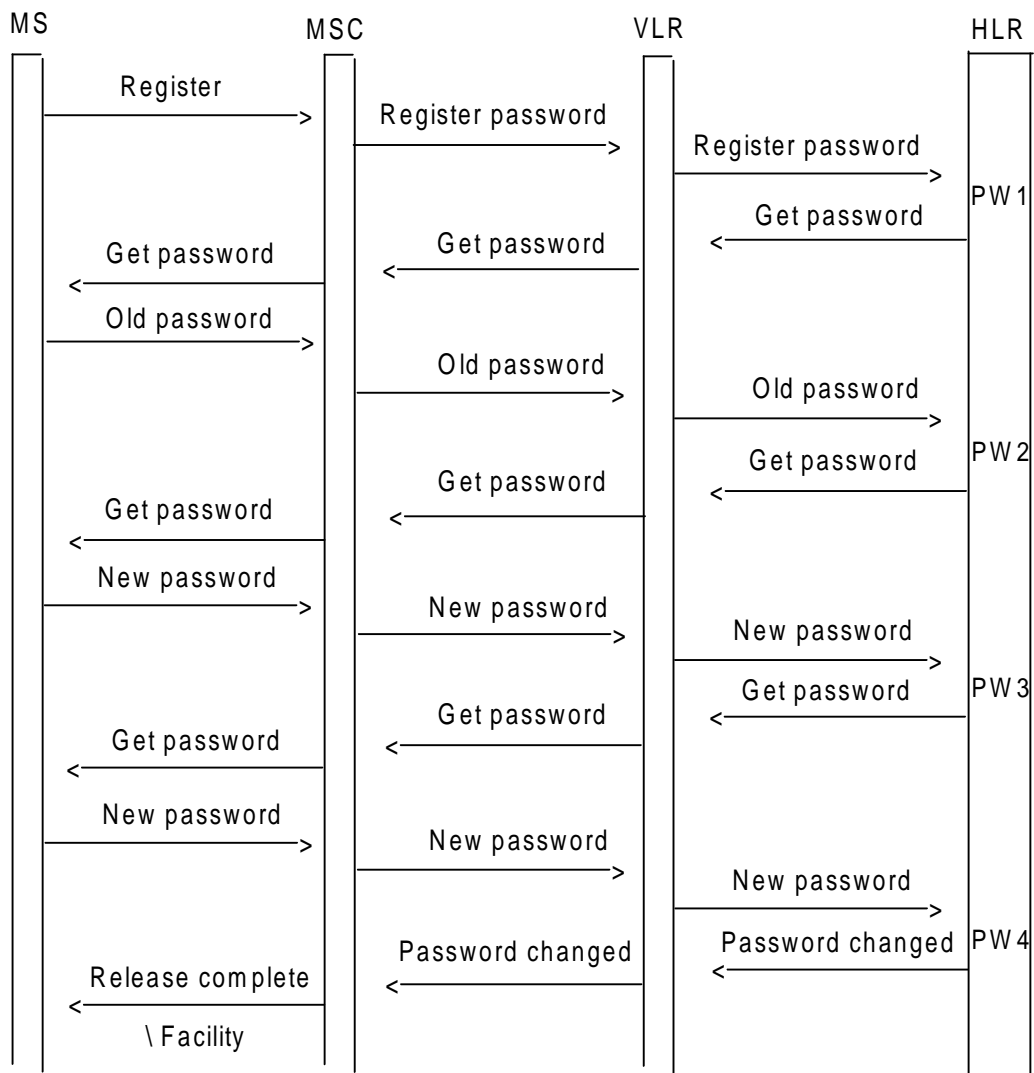 MS
MSC
VLR
HLR
Register
Register password
Register password
PW1
Get password
Get password
Get password
Old password
Old password
Old password
PW2
Get password
Get password
Get password
New password
New password
New password
PW3
Get password
Get password
Get password
New password
New password
New password
PW4
Password changed
Password changed
Release complete
\ Facility